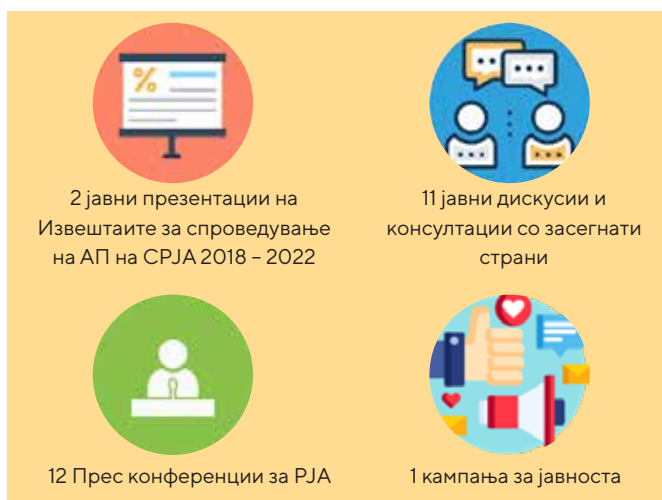 %
2 јавни презентации на
Извештаите за спроведување
на АП на СРЈА 2018 – 2022
11 јавни дискусии и
консултации со засегнати
страни
12 Прес конференции за РЈА
1 кампања за јавноста